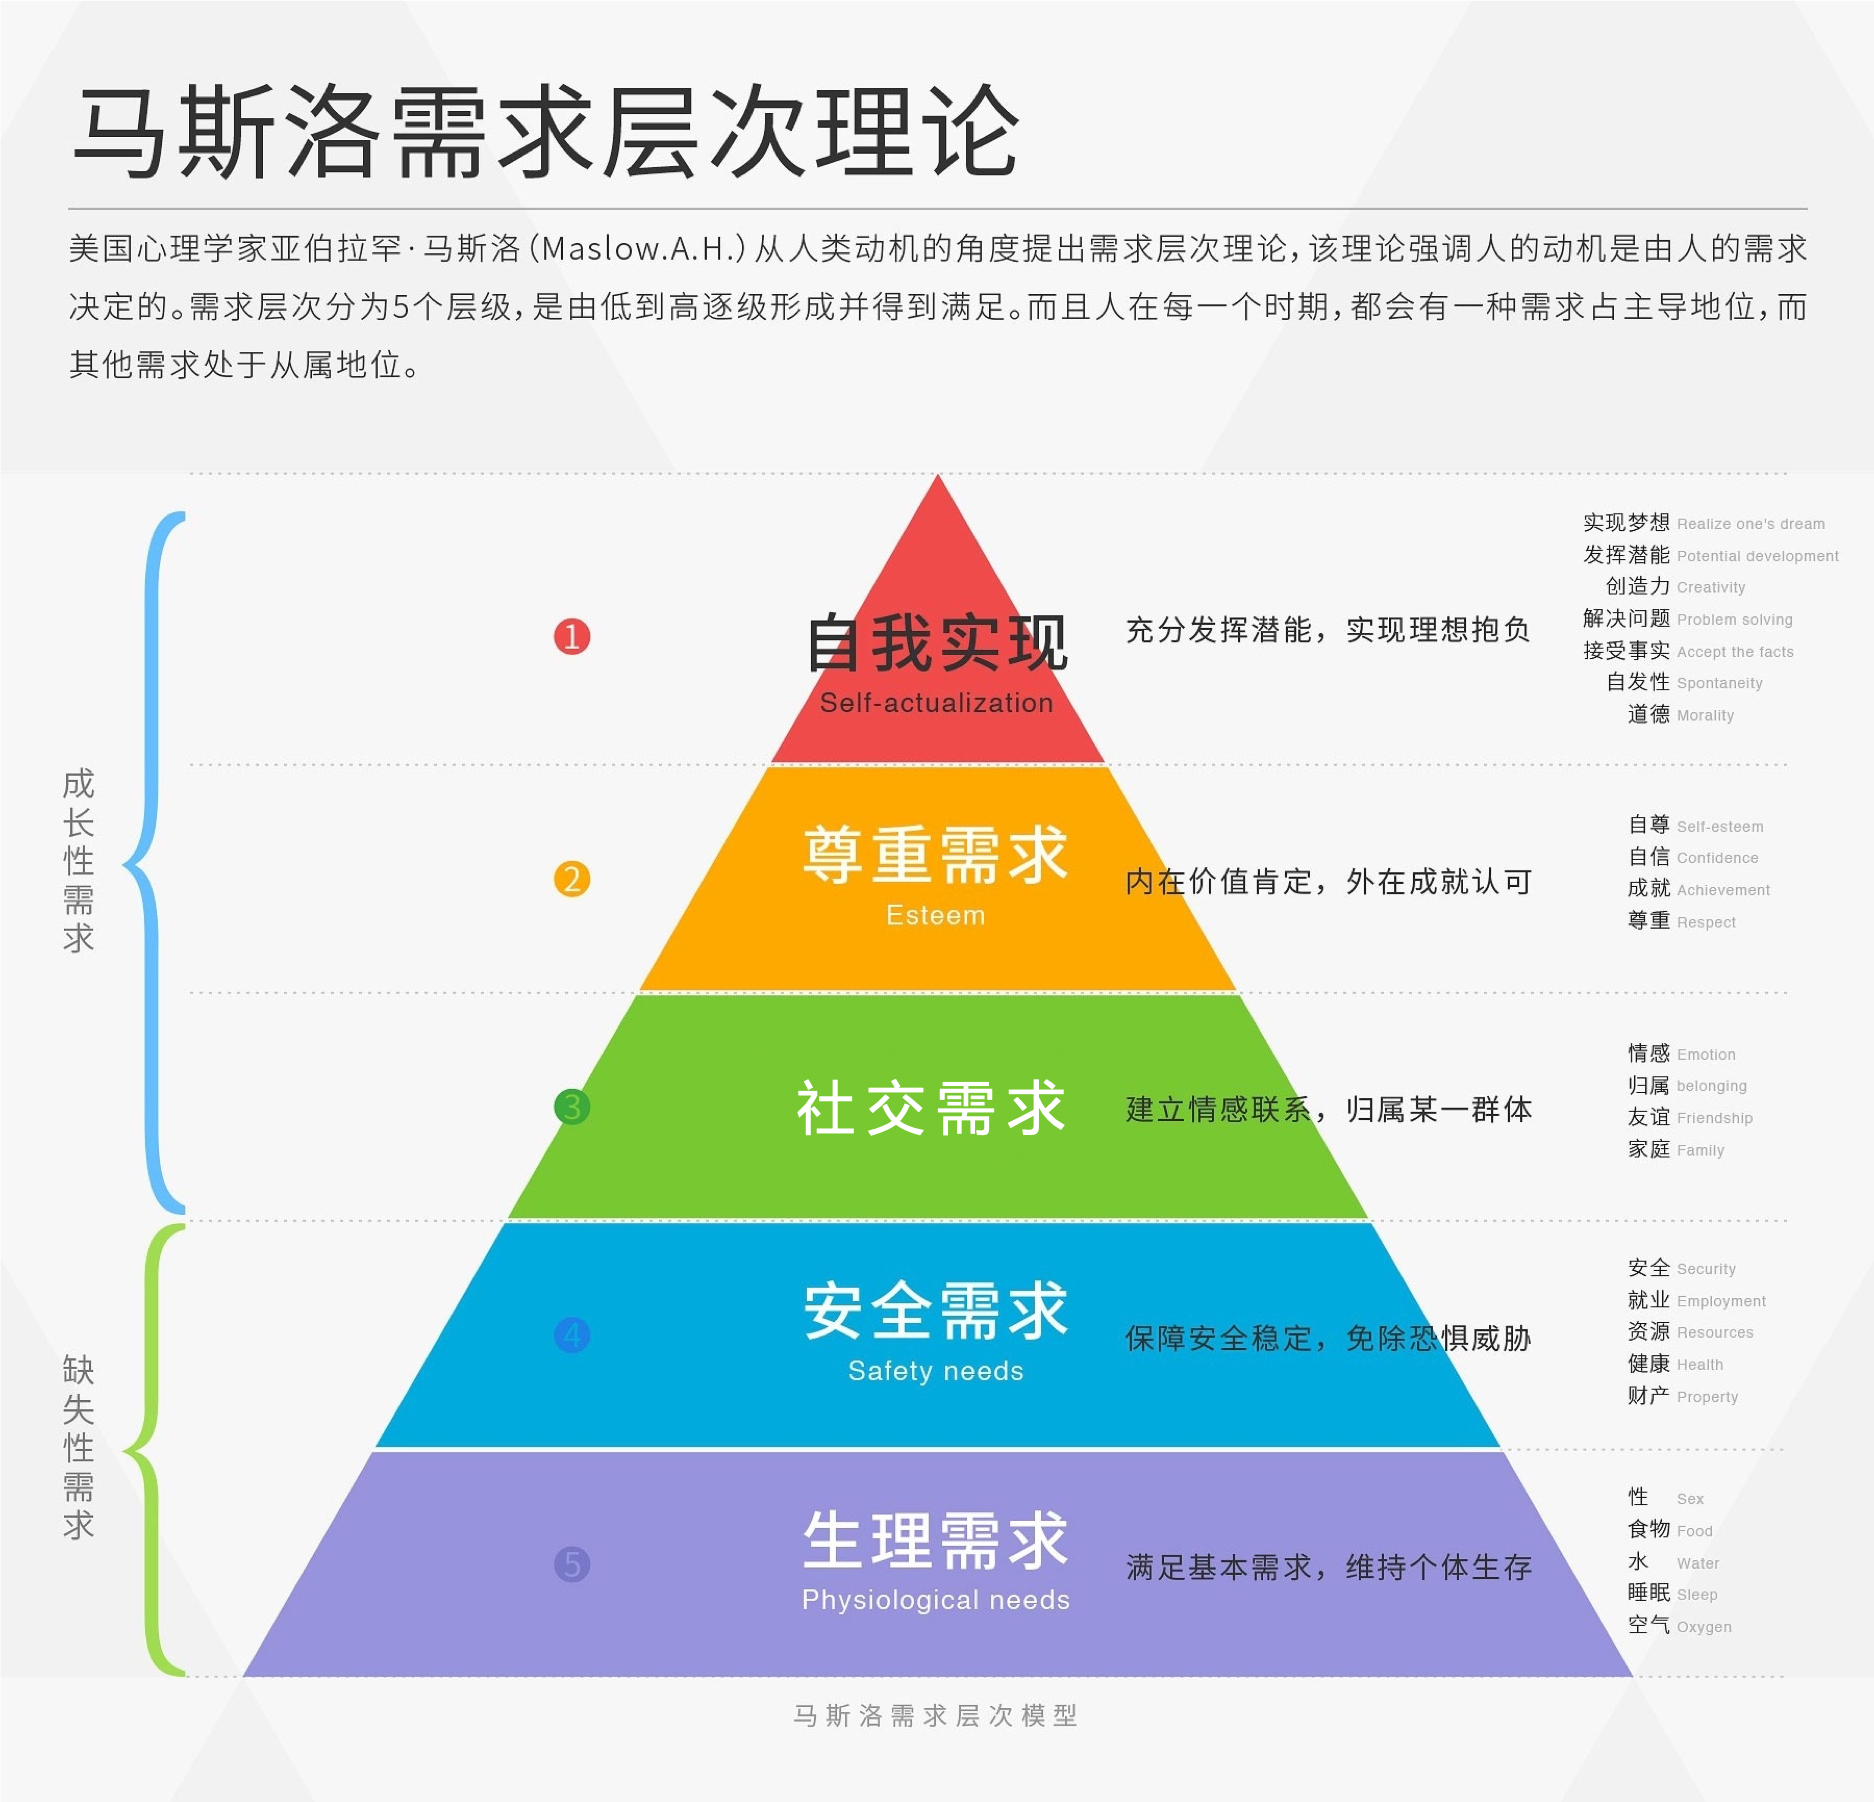 马斯洛需求层次理论
美国心理学家亚伯拉罕·马斯洛(Maslow.A.H.)从人类动机的角度提出需求层次理论,该理论强调人的动机是由人的需求
决定的。需求层次分为5个层级,是由低到高逐级形成并得到满足。而且人在每一个时期,都会有一种需求占主导地位,而
其他需求处于从属地位。
成长性需求
1
自我实现
Self-actualization
充分发挥潜能，实现理想抱负
实现梦想 Realize one's dream
发挥潜能 Potential development
创造力 Creativity
解决问题 Problem solving
接受事实 Accept the facts
自发性 Spontaneity
道德 Morality
2
尊重需求
Esteem
内在价值肯定，外在成就认可
自尊 Self-esteem
自信 Confidence
成就 Achievement
尊重 Respect
3
社交需求
建立情感联系，归属某一群体
情感 Emotion
归属 belonging
友谊 Friendship
家庭 Family
缺失性需求
4
安全需求
Safety needs
保障安全稳定，免除恐惧威胁
安全 Security
就业 Employment
资源 Resources
健康 Health
财产 Property
5
生理需求
Physiological needs
满足基本需求，维持个体生存
性 Sex
食物 Food
水 Water
睡眠 Sleep
空气 Oxygen
马斯洛需求层次模型